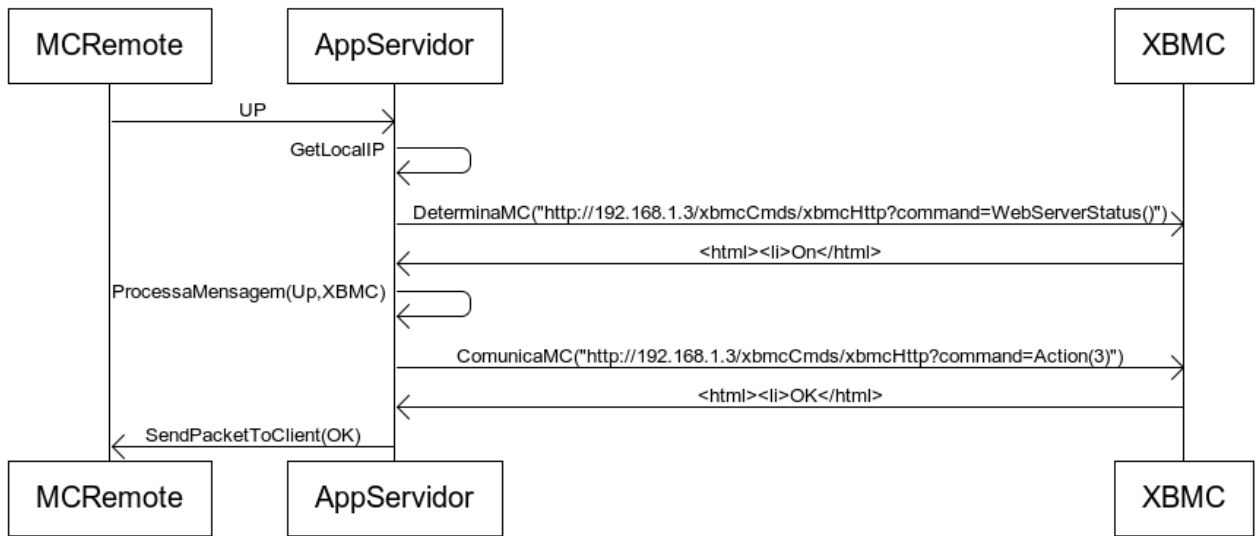 MCRemote
AppServidor
XBMC
UP
GetLocalIP
DeterminaMC("http://192.168.1.3/xbmcCmds/xbmcHttp?command=WebServerStatus()")
<html><li>On</html>
ProcessaMensagem(Up,XBMC)
ComunicaMC("http://192.168.1.3/xbmcCmds/xbmcHttp?command=Action(3)")
<html><li>OK</html>
SendPacketToClient(OK)
MCRemote
AppServidor
XBMC